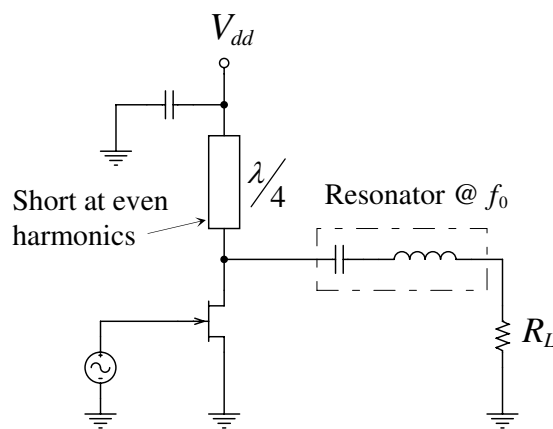 V_dd
λ/4
Short at even
harmonics
Resonator @ f_0
R_L
+
-